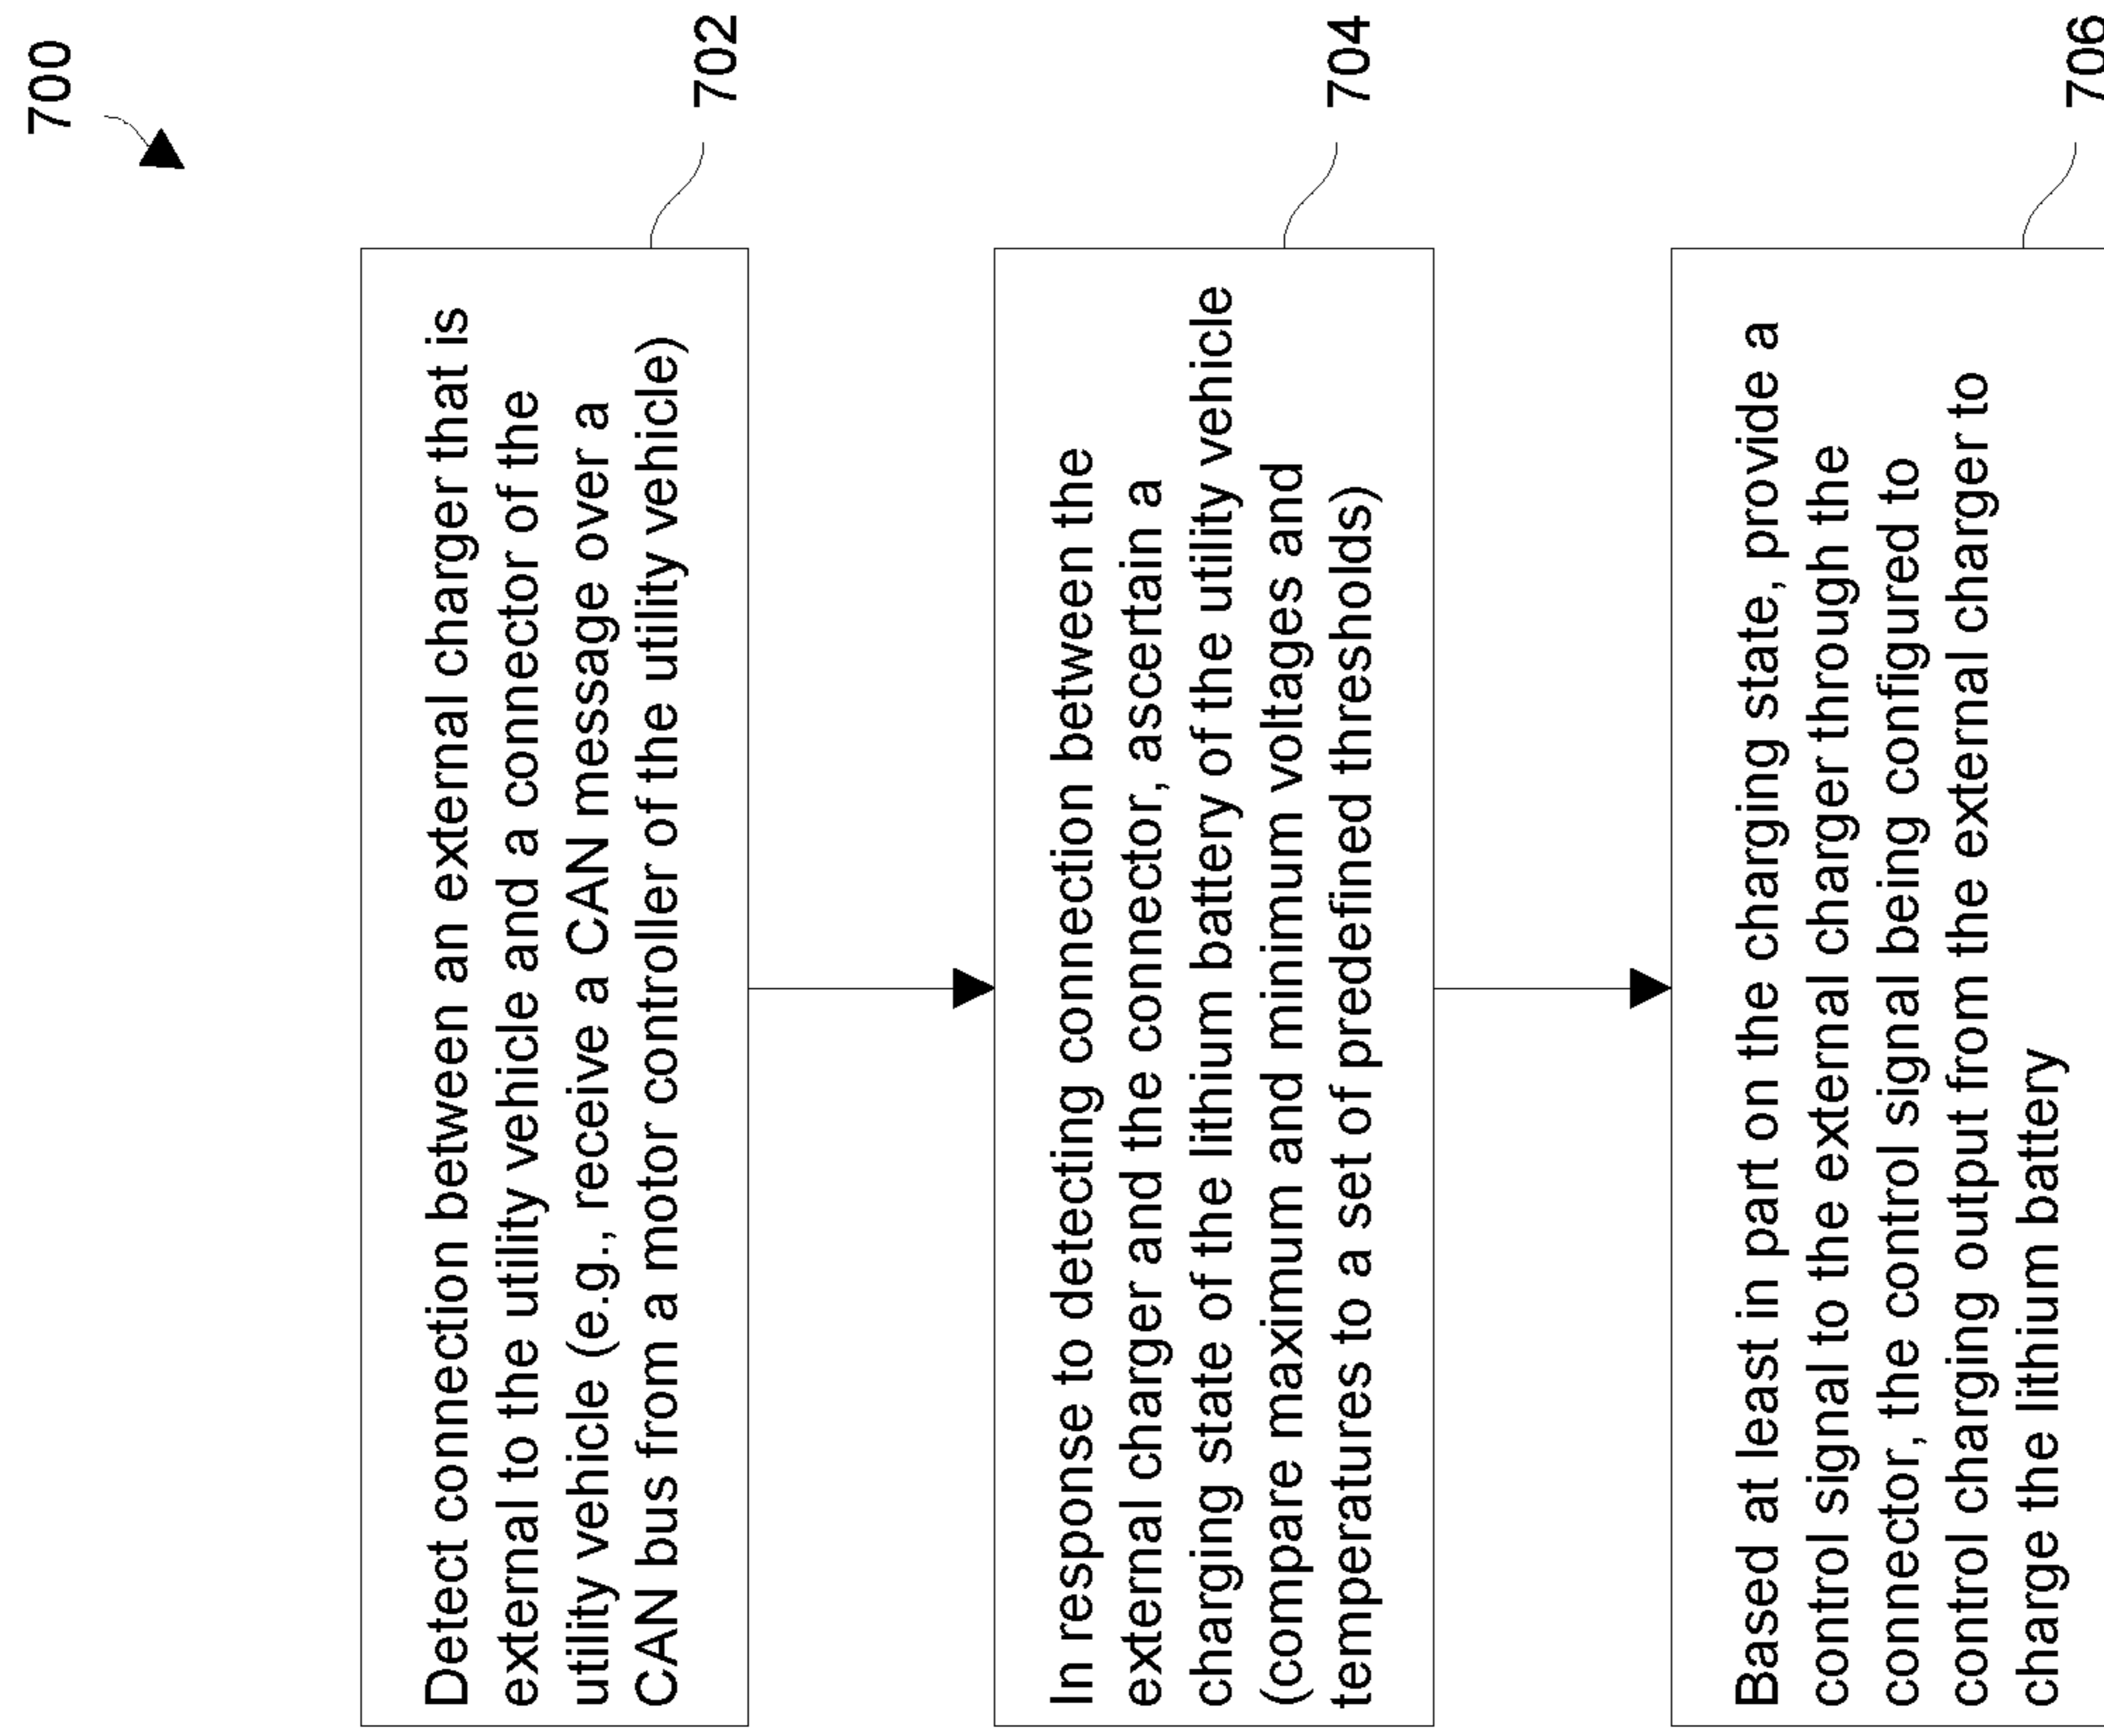 700
Detect connection between an external charger that is
external to the utility vehicle and a connector of the
utility vehicle (e.g., receive a CAN message over a
CAN bus from a motor controller of the utility vehicle)
702
In response to detecting connection between the
external charger and the connector, ascertain a
charging state of the lithium battery of the utility vehicle
(compare maximum and minimum voltages and
temperatures to a set of predefined thresholds)
704
Based at least in part on the charging state, provide a
control signal to the external charger through the
connector, the control signal being configured to
control charging output from the external charger to
charge the lithium battery
706